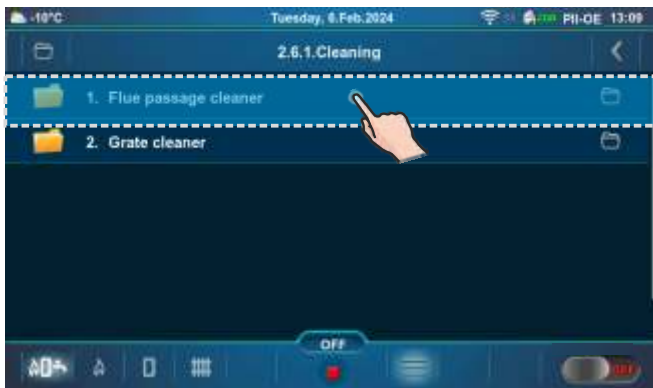 -10°C Tuesday, 6.Feb.2024 PII-OE 13:09
2.6.1.Cleaning
1. Flue passage cleaner
2. Grate cleaner
OFF
OFF